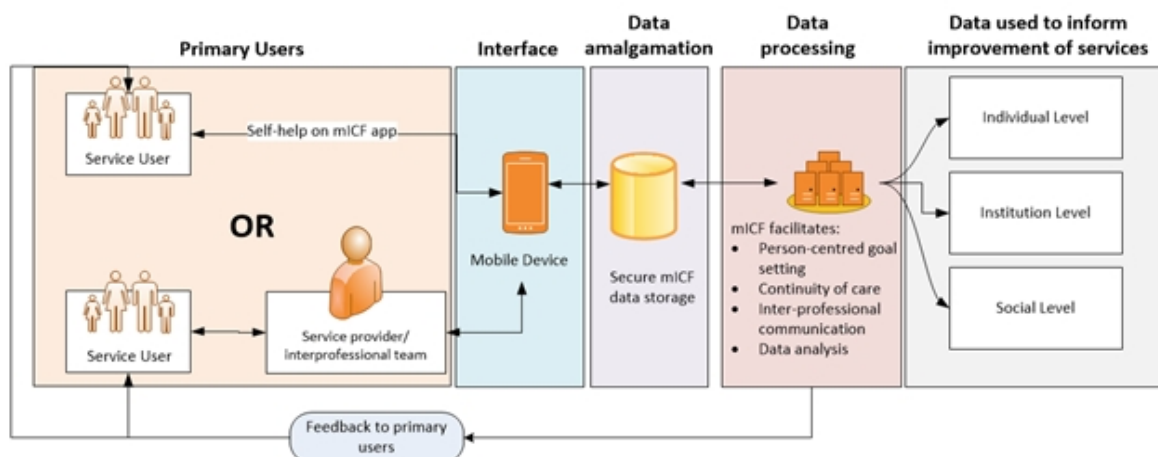 Primary Users
Interface
Data
amalgamation
Data
processing
Data used to inform
improvement of services
Service User
Self-help on mICF app
OR
Service User
Service provider/
interprofessional team
Mobile Device
Secure mICF
data storage
mICF facilitates:
• Person-centred goal
setting
• Continuity of care
• Inter-professional
communication
• Data analysis
Individual Level
Institution Level
Social Level
Feedback to primary
users